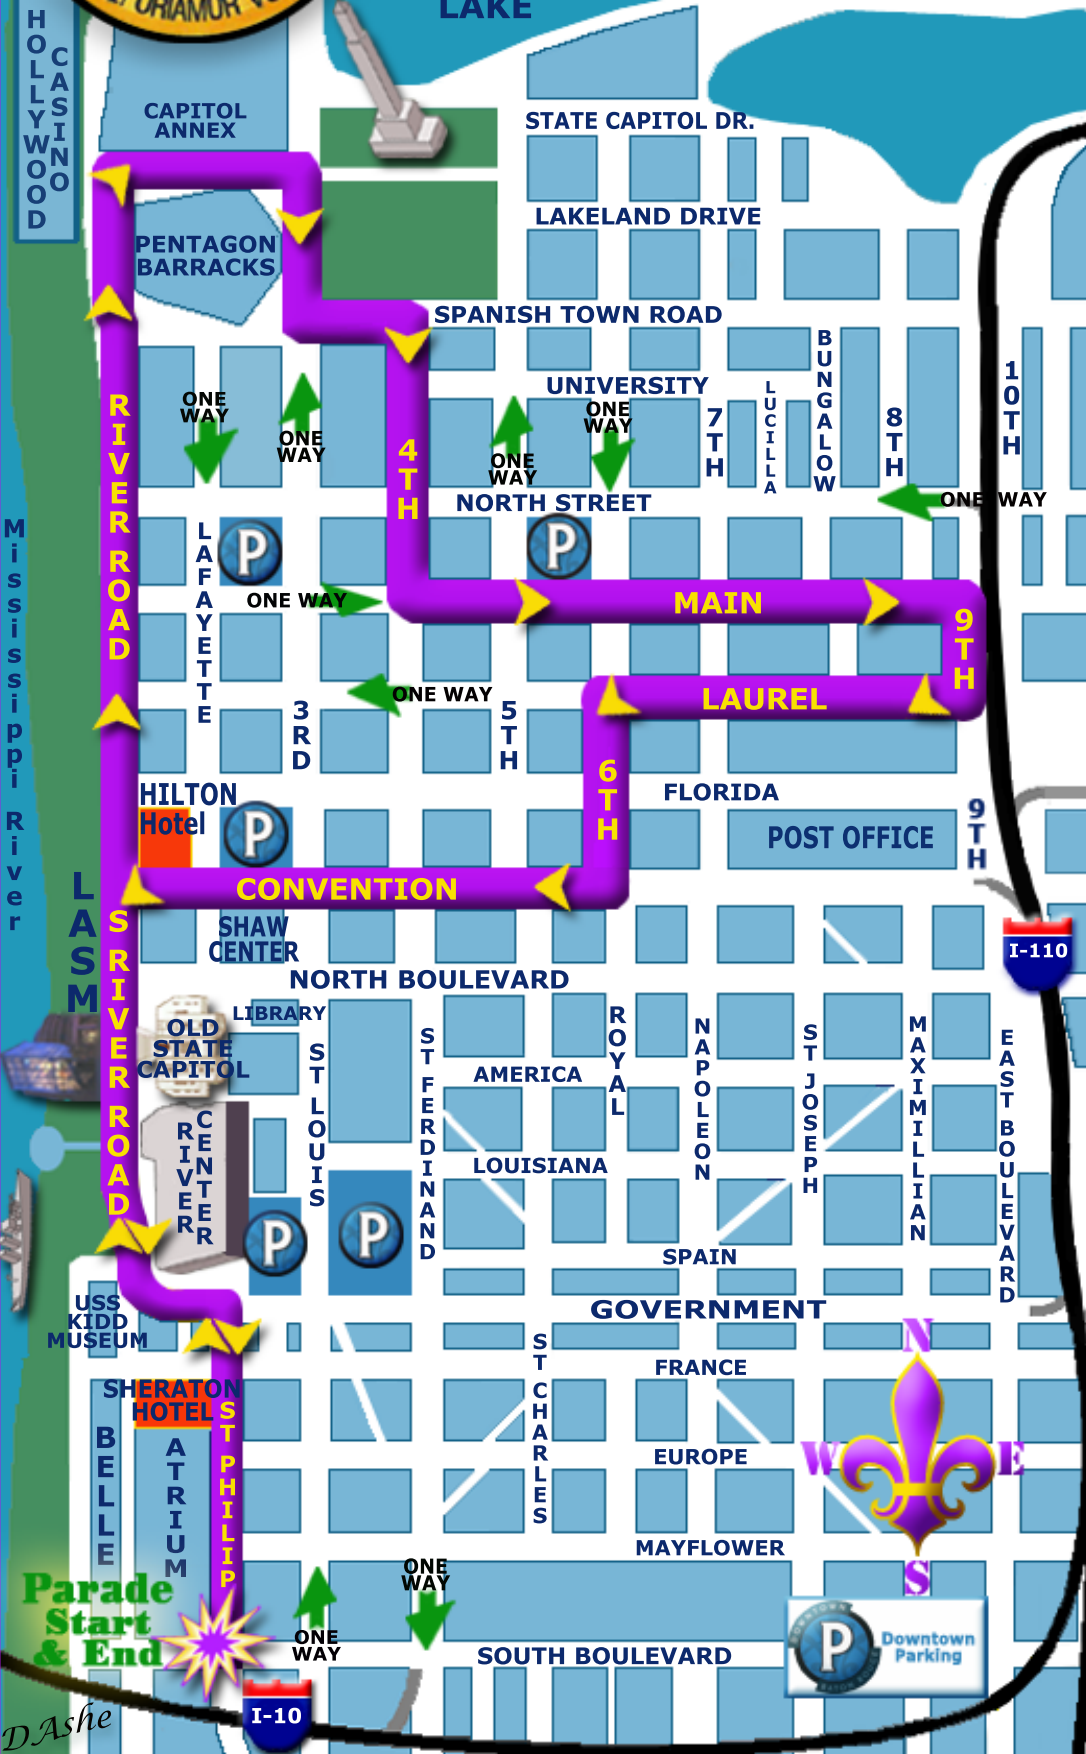 LAKE
HOLLYWOOD
CASINO
CAPITOL
ANNEX
STATE CAPITOL DR.
LAKELAND DRIVE
PENTAGON
BARRACKS
SPANISH TOWN ROAD
BUNGALOW
UNIVERSITY
10TH
LUCILLA
ONE
WAY
ONE
WAY
ONE
WAY
ONE
WAY
7TH
8TH
RIVER ROAD
4TH
NORTH STREET
ONE WAY
Mississippi River
LAFAYETTE
P
P
ONE WAY
MAIN
9TH
ONE WAY
LAUREL
3RD
5TH
6TH
HILTON
Hotel
P
FLORIDA
9TH
POST OFFICE
LASM
CONVENTION
S RIVER ROAD
SHAW
CENTER
I-110
NORTH BOULEVARD
LIBRARY
OLD
STATE
CAPITOL
ST LOUIS
ST FERDINAND
ROYAL
NAPOLEON
ST JOSEPH
MAXIMILLIAN
EAST BOULEVARD
AMERICA
RIVER
CENTER
LOUISIANA
P
P
SPAIN
USS
KIDD
MUSEUM
GOVERNMENT
N
ST CHARLES
FRANCE
SHERATON
HOTEL
ST PHILIP
BELLE
ATRIUM
W
E
EUROPE
MAYFLOWER
S
Parade
Start
& End
ONE
WAY
ONE
WAY
SOUTH BOULEVARD
P
Downtown
Parking
I-10
DAshe